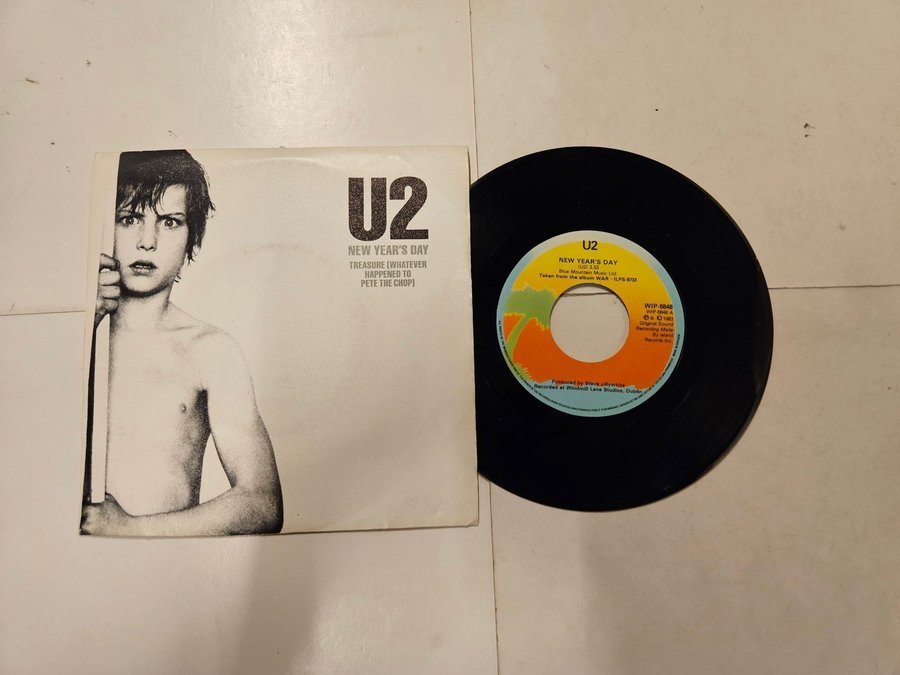 U2
NEW YEAR'S DAY
TREASURE (WHATEVER
HAPPENED TO
PETE THE CHOP)
U2
NEW YEAR'S DAY
(U2) 3.53
Blue Mountain Music Ltd.
Taken from the album WAR - ILPS-9733
WIP-6848
WIP-6848 A
℗ & © 1983
Original Sound
Recording Made
By Island
Records Inc.
Produced by Steve Lillywhite
Recorded at Windmill Lane Studios, Dublin